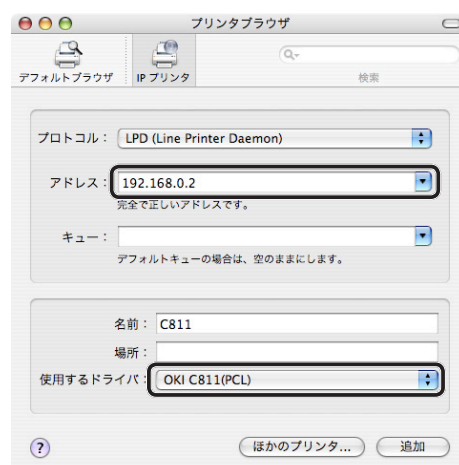 プリンタブラウザ
デフォルトブラウザ IP プリンタ 検索
プロトコル： LPD (Line Printer Daemon)
アドレス： 192.168.0.2
完全で正しいアドレスです。
キュー：
デフォルトキューの場合は、空のままにします。
名前： C811
場所：
使用するドライバ： OKI C811(PCL)
? ほかのプリンタ... 追加